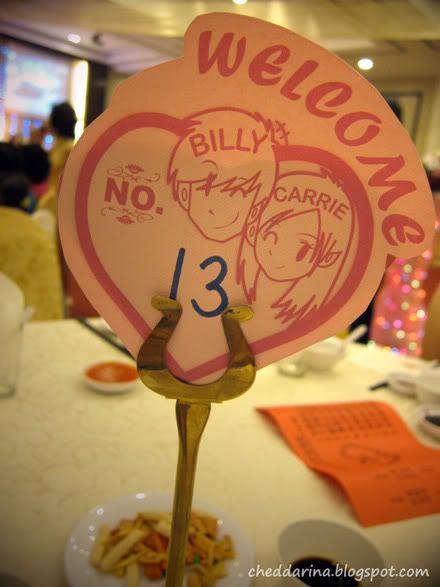 WELCOME
BILLY
CARRIE
NO.
13
cheddarina.blogspot.com